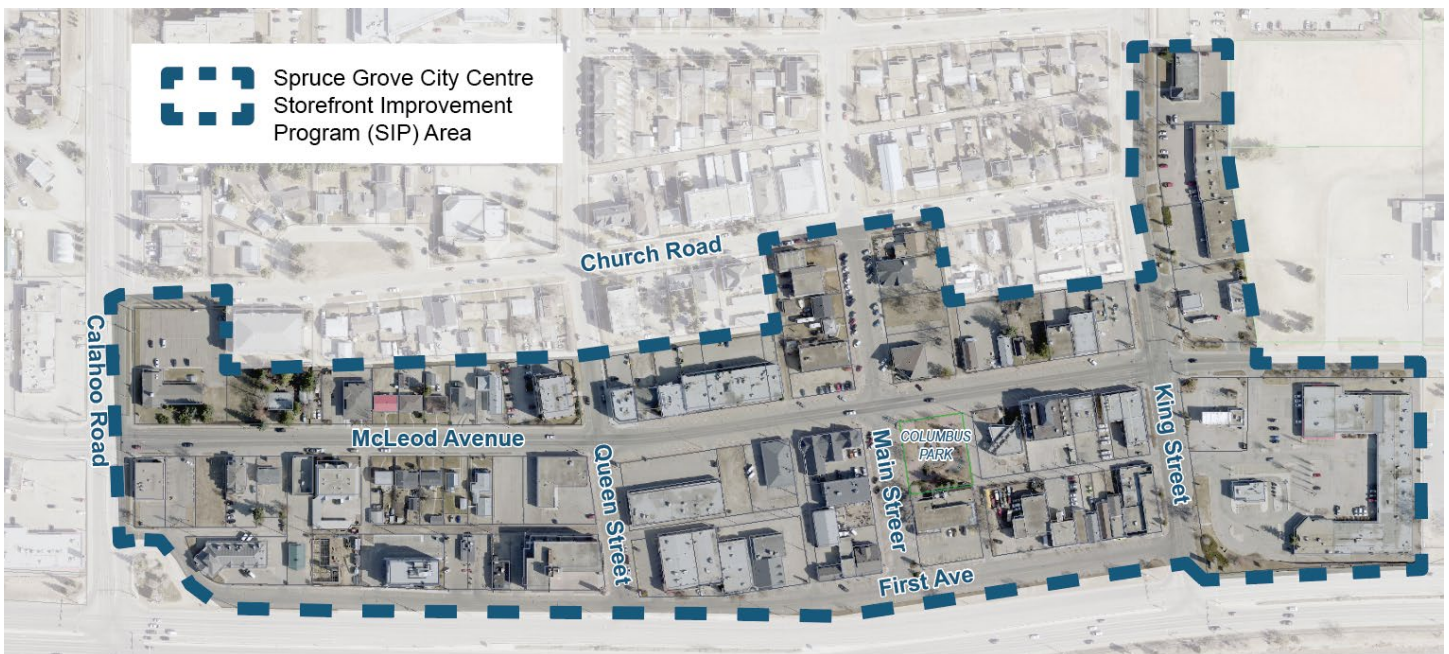 Spruce Grove City Centre
Storefront Improvement
Program (SIP) Area
Church Road
Calahoo Road
McLeod Avenue
Queen Street
Main Streer
COLUMBUS
PARK
King Street
First Ave